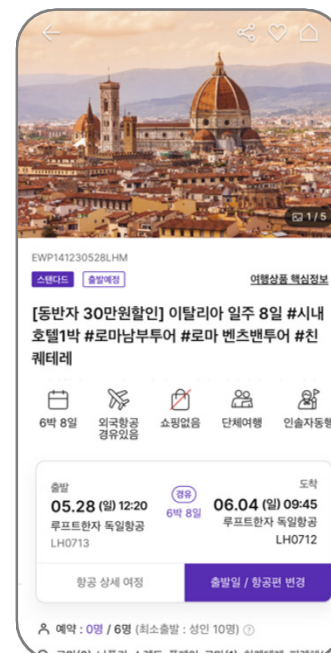 1 / 5
EWP141230528LHM
스탠다드 출발예정 여행상품 핵심정보
[동반자 30만원할인] 이탈리아 일주 8일 #시내
호텔1박 #로마남부투어 #로마 벤츠밴투어 #친
퀘테레
6박 8일 외국항공 쇼핑없음 단체여행 인솔자동행
경유있음
출발 도착
05.28 (일) 12:20 경유 06.04 (일) 09:45
루프트한자 독일항공 6박 8일 루프트한자 독일항공
LH0713 LH0712
항공 상세 여정 출발일 / 항공편 변경
예약 : 0명 / 6명 (최소출발 : 성인 10명)